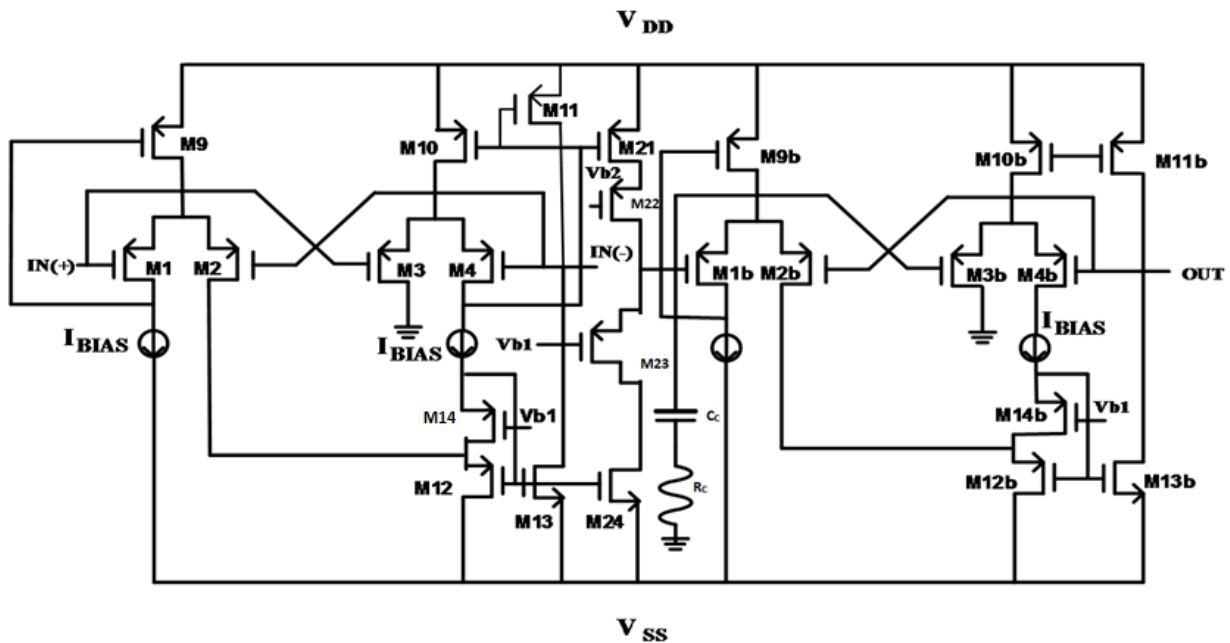 V DD
M9
M10
M11
M21
Vb2
M22
M9b
M10b
M11b
IN(+)
M1
M2
M3
M4
IN(-)
M1b
M2b
M3b
M4b
OUT
I BIAS
I BIAS
Vb1
M23
I BIAS
M14
Vb1
Cc
M14b
Vb1
M12
M13
M24
Rc
M12b
M13b
V SS